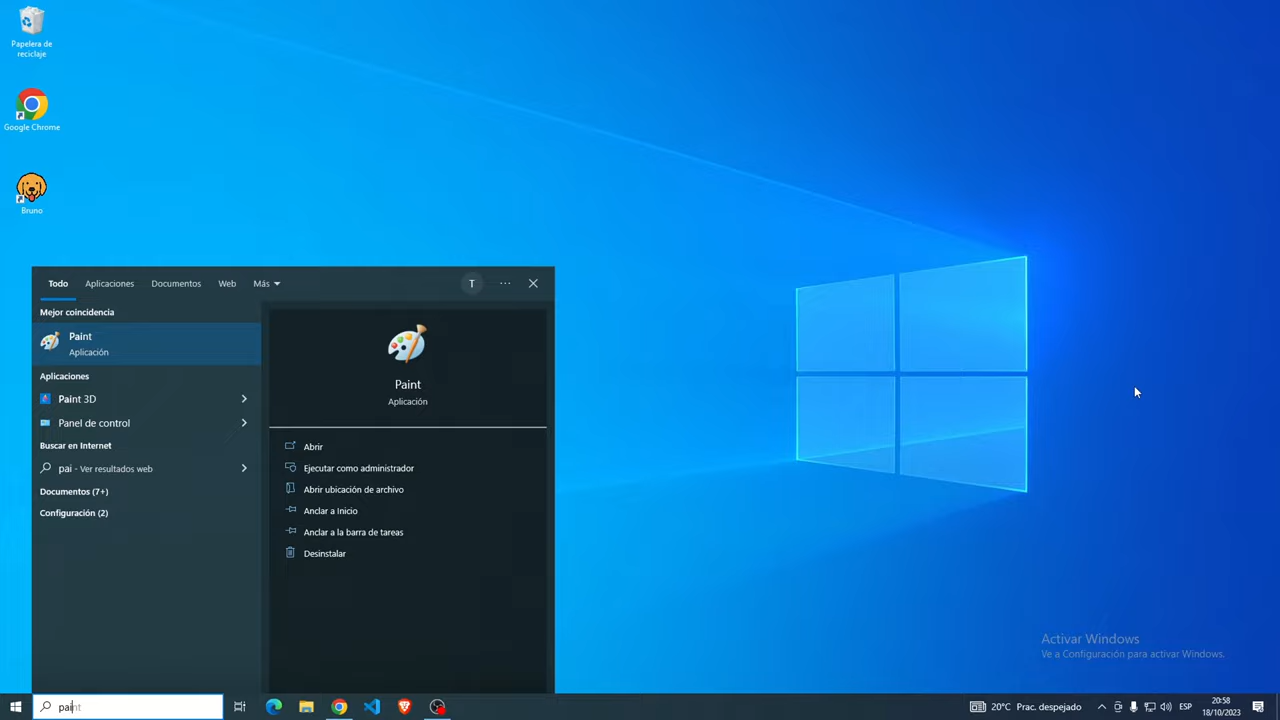 Papelera de
reciclaje
Google Chrome
Bruno
Todo Aplicaciones Documentos Web Más T
Mejor coincidencia
Paint
Aplicación
Aplicaciones
Paint 3D
Panel de control
Buscar en Internet
pai - Ver resultados web
Documentos (7+)
Configuración (2)
Paint
Aplicación
Abrir
Ejecutar como administrador
Abrir ubicación de archivo
Anclar a Inicio
Anclar a la barra de tareas
Desinstalar
Activar Windows
Ve a Configuración para activar Windows.
paint
20°C Prac. despejado
ESP
20:58
18/10/2023